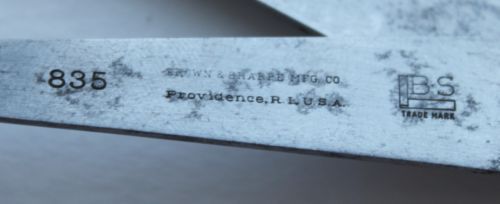 835
BROWN & SHARPE MFG. CO.
Providence, R.I. U.S.A.
B·S
TRADE MARK